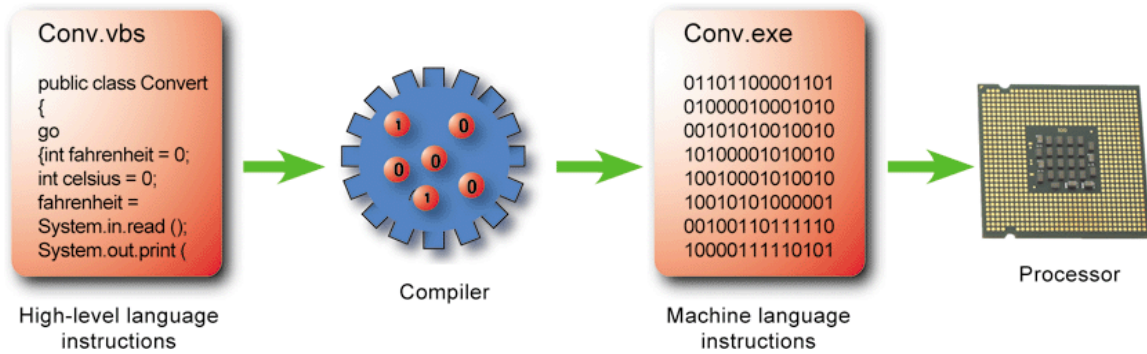 Conv.vbs
public class Convert
{
go
{int fahrenheit = 0;
int celsius = 0;
fahrenheit =
System.in.read ();
System.out.print (
High-level language
instructions
1
0
0
0
1
0
Compiler
Conv.exe
01101100001101
01000010001010
00101010010010
10100001010010
10010001010010
10010101000001
00100110111110
10000111110101
Machine language
instructions
Processor